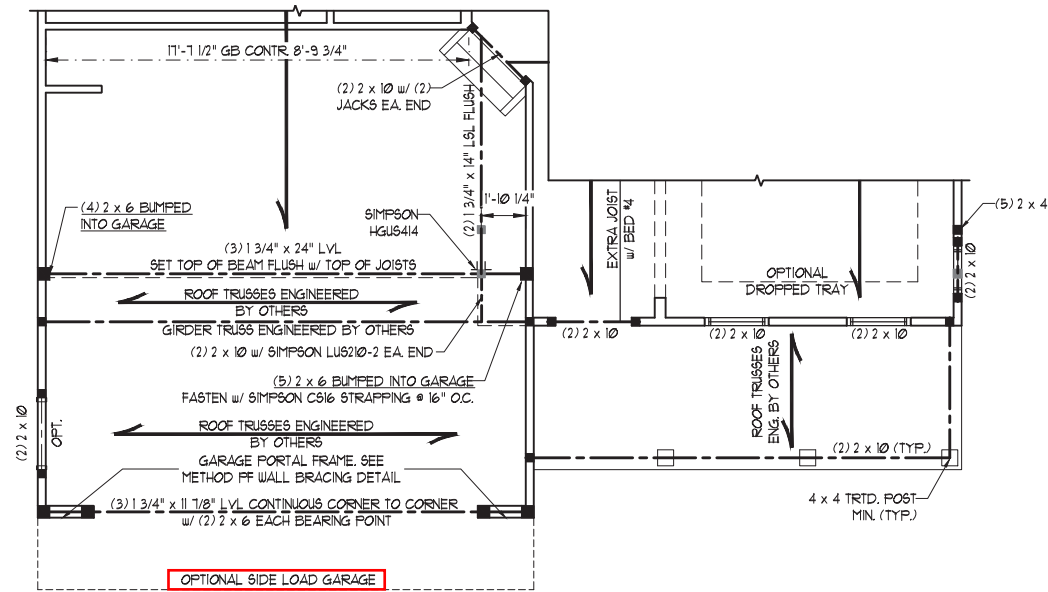 17'-7 1/2" GB CONTR. 8'-9 3/4"
(2) 2 x 10 w/ (2)
JACKS EA. END
(2) 1 3/4" x 14" LSL FLUSH
1'-10 1/4"
(4) 2 x 6 BUMPED
INTO GARAGE
SIMPSON
HGUS414
(3) 1 3/4" x 24" LVL
SET TOP OF BEAM FLUSH w/ TOP OF JOISTS
EXTRA JOIST
w/ BED #4
OPTIONAL
DROPPED TRAY
(5) 2 x 4
(2) 2 x 10
ROOF TRUSSES ENGINEERED
BY OTHERS
GIRDER TRUSS ENGINEERED BY OTHERS
(2) 2 x 10
(2) 2 x 10
(2) 2 x 10
(2) 2 x 10 w/ SIMPSON LUS210-2 EA. END
(5) 2 x 6 BUMPED INTO GARAGE
FASTEN w/ SIMPSON CS16 STRAPPING @ 16" O.C.
ROOF TRUSSES
ENG. BY OTHERS
(2) 2 x 10
OPT.
ROOF TRUSSES ENGINEERED
BY OTHERS
GARAGE PORTAL FRAME. SEE
METHOD PF WALL BRACING DETAIL
(2) 2 x 10 (TYP.)
(3) 1 3/4" x 11 7/8" LVL CONTINUOUS CORNER TO CORNER
w/ (2) 2 x 6 EACH BEARING POINT
4 x 4 TRTD. POST
MIN. (TYP.)
OPTIONAL SIDE LOAD GARAGE